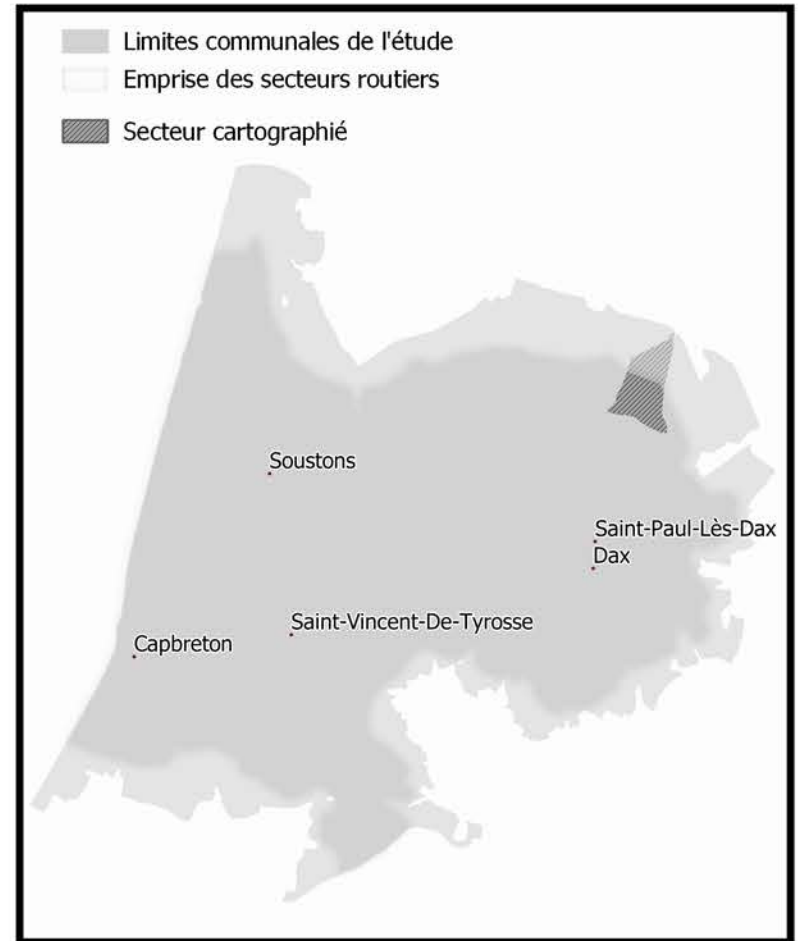 Limites communales de l'étude
Emprise des secteurs routiers
Secteur cartographié
Soustons
Saint-Paul-Lès-Dax
Dax
Saint-Vincent-De-Tyrosse
Capbreton